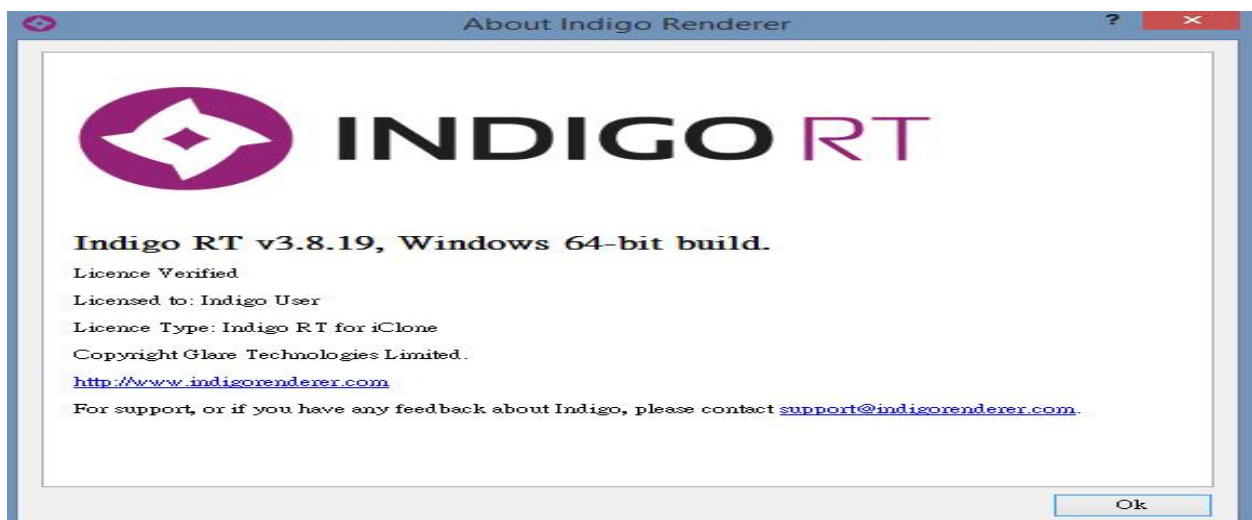 About Indigo Renderer ? ×
INDIGO RT
Indigo RT v3.8.19, Windows 64-bit build.
Licence Verified
Licensed to: Indigo User
Licence Type: Indigo RT for iClone
Copyright Glare Technologies Limited.
http://www.indigorenderer.com
For support, or if you have any feedback about Indigo, please contact support@indigorenderer.com.
Ok